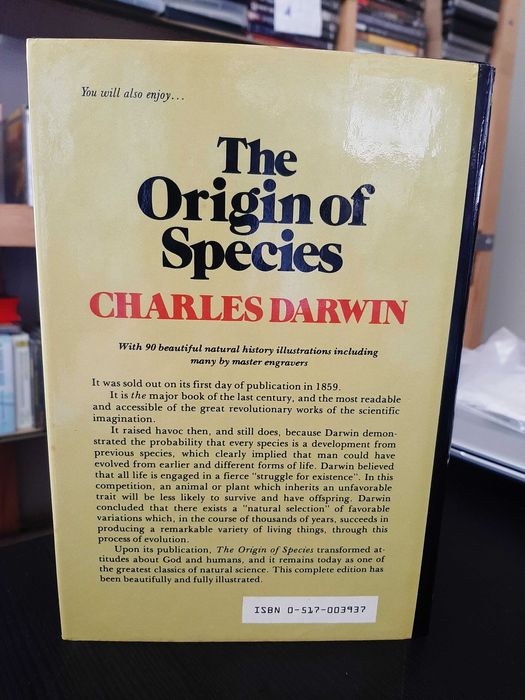 You will also enjoy...
The
Origin of
Species
CHARLES DARWIN
With 90 beautiful natural history illustrations including
many by master engravers
It was sold out on its first day of publication in 1859.
It is the major book of the last century, and the most readable
and accessible of the great revolutionary works of the scientific
imagination.
It raised havoc then, and still does, because Darwin demon-
strated the probability that every species is a development from
previous species, which clearly implied that man could have
evolved from earlier and different forms of life. Darwin believed
that all life is engaged in a fierce "struggle for existence". In this
competition, an animal or plant which inherits an unfavorable
trait will be less likely to survive and have offspring. Darwin
concluded that there exists a "natural selection" of favorable
variations which, in the course of thousands of years, succeeds in
producing a remarkable variety of living things, through this
process of evolution.
Upon its publication, The Origin of Species transformed at-
titudes about God and humans, and it remains today as one of
the greatest classics of natural science. This complete edition has
been beautifully and fully illustrated.
ISBN 0-517-003937